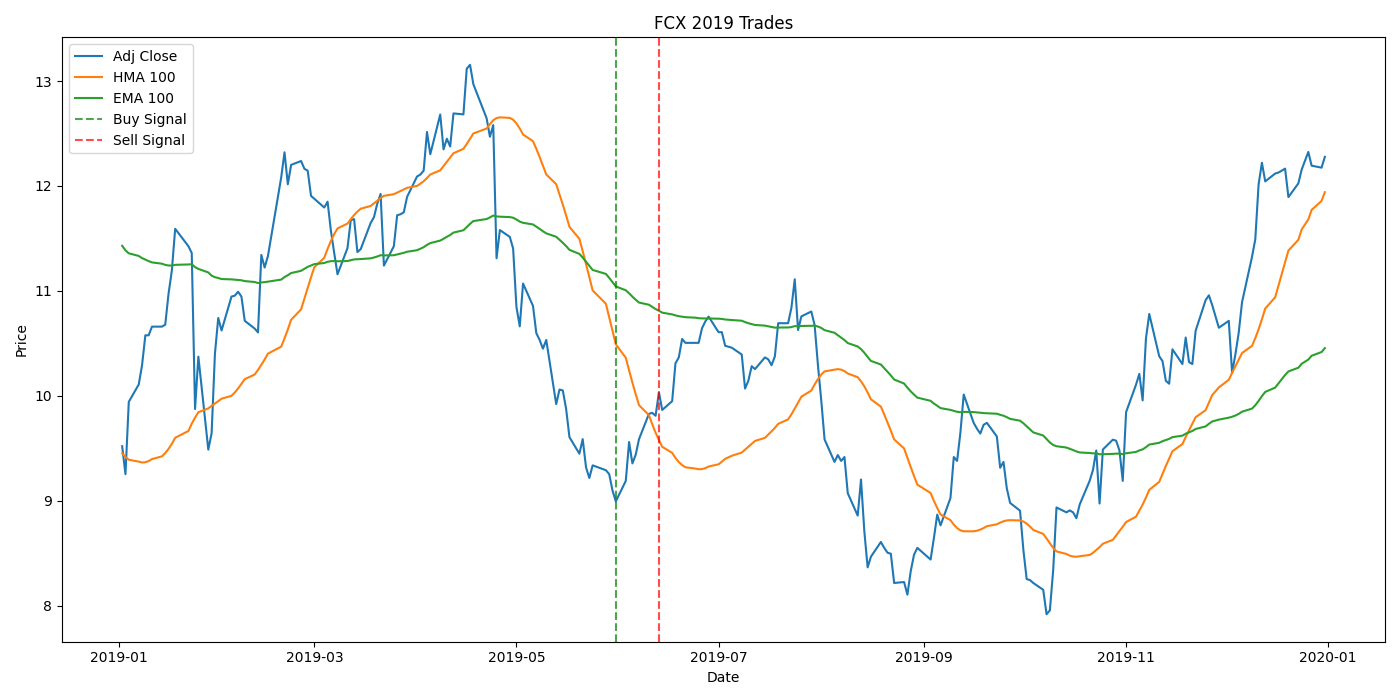 FCX 2019 Trades
Adj Close
HMA 100
EMA 100
Buy Signal
Sell Signal
Price
13
12
11
10
9
8
2019-01 2019-03 2019-05 2019-07 2019-09 2019-11 2020-01
Date